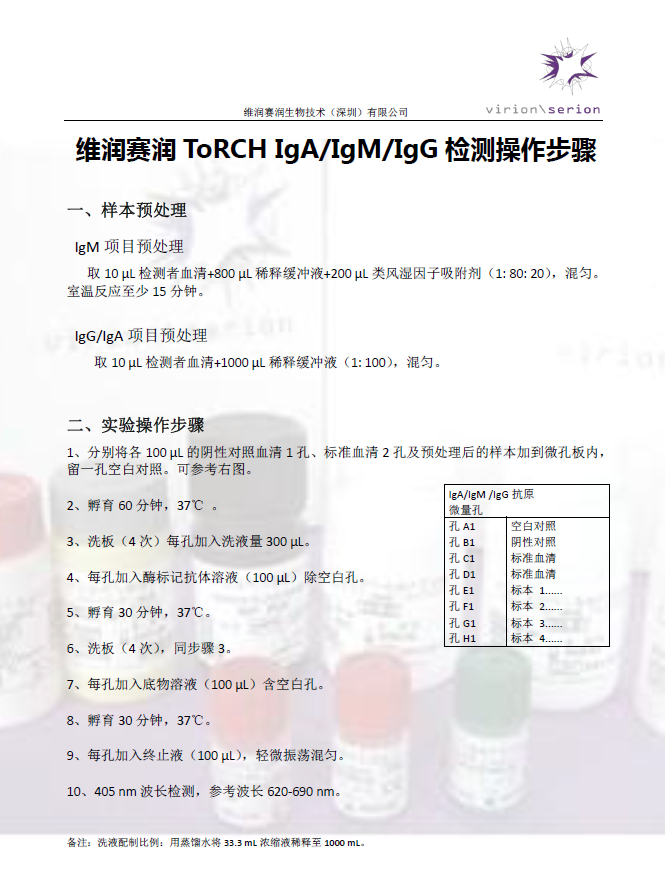 维润赛润生物技术（深圳）有限公司
virion\serion
维润赛润 ToRCH IgA/IgM/IgG 检测操作步骤
一、样本预处理
IgM 项目预处理
取 10 μL 检测者血清+800 μL 稀释缓冲液+200 μL 类风湿因子吸附剂（1: 80: 20），混匀。
室温反应至少 15 分钟。
IgG/IgA 项目预处理
取 10 μL 检测者血清+1000 μL 稀释缓冲液（1: 100），混匀。
二、实验操作步骤
1、分别将各 100 μL 的阴性对照血清 1 孔、标准血清 2 孔及预处理后的样本加到微孔板内，
留一孔空白对照。可参考右图。
2、孵育 60 分钟，37℃ 。
3、洗板（4 次）每孔加入洗液量 300 μL。
4、每孔加入酶标记抗体溶液（100 μL）除空白孔。
5、孵育 30 分钟，37℃。
6、洗板（4 次），同步骤 3。
7、每孔加入底物溶液（100 μL）含空白孔。
8、孵育 30 分钟，37℃。
9、每孔加入终止液（100 μL），轻微振荡混匀。
10、405 nm 波长检测，参考波长 620-690 nm。
IgA/IgM /IgG 抗原
微量孔
孔 A1 空白对照
孔 B1 阴性对照
孔 C1 标准血清
孔 D1 标准血清
孔 E1 标本 1......
孔 F1 标本 2......
孔 G1 标本 3......
孔 H1 标本 4......
备注：洗液配制比例：用蒸馏水将 33.3 mL 浓缩液稀释至 1000 mL。